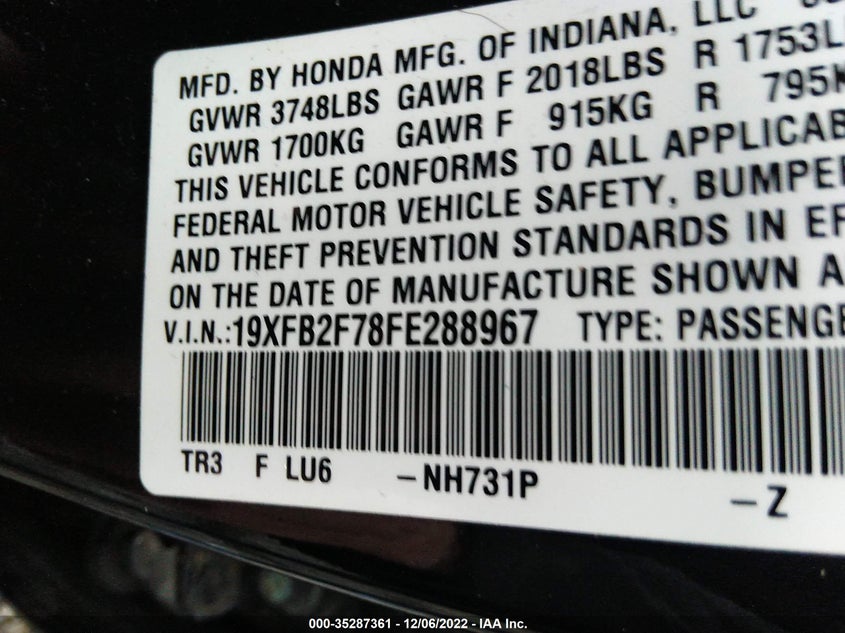 MFD. BY HONDA MFG. OF INDIANA, LLC
GVWR 3748LBS GAWR F 2018LBS R 1753L
GVWR 1700KG GAWR F 915KG R 795K
THIS VEHICLE CONFORMS TO ALL APPLICAB
FEDERAL MOTOR VEHICLE SAFETY, BUMPE
AND THEFT PREVENTION STANDARDS IN EF
ON THE DATE OF MANUFACTURE SHOWN A
V.I.N.:19XFB2F78FE288967 TYPE: PASSENGE
TR3 F LU6 -NH731P -Z
000-35287361 - 12/06/2022 - IAA Inc.